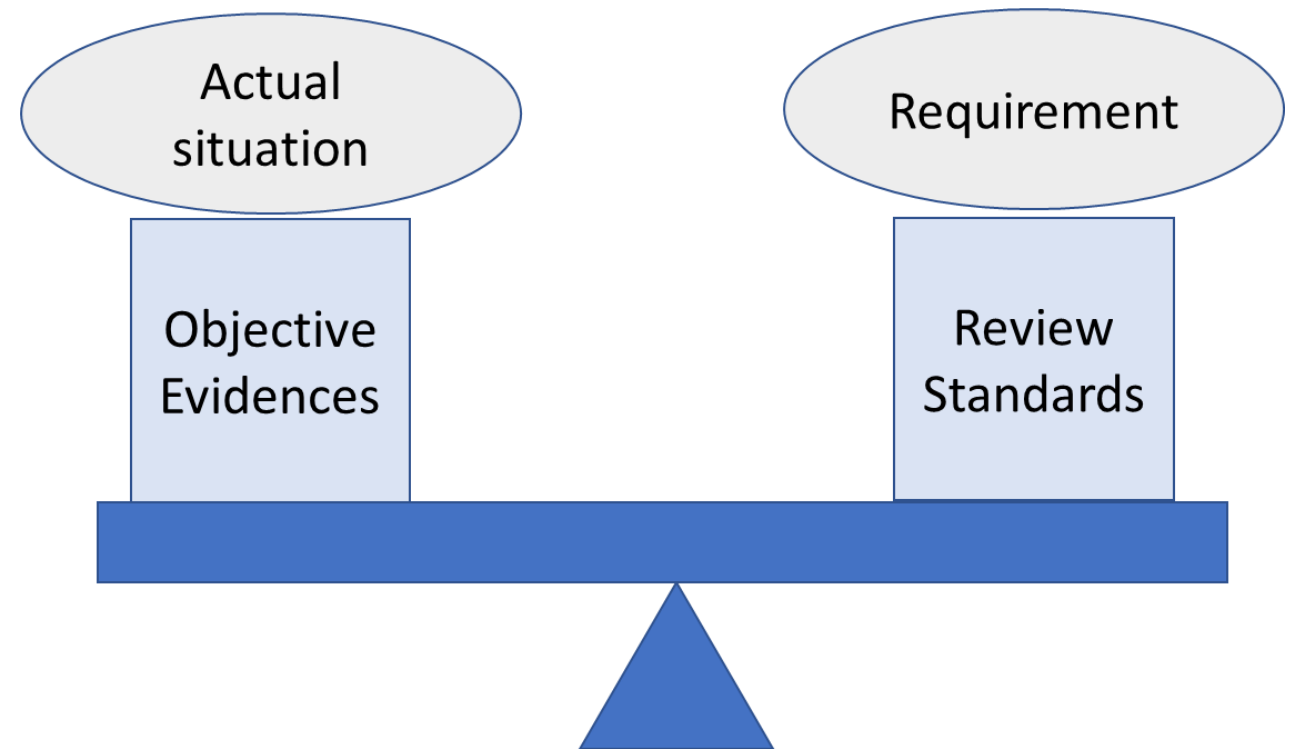 Actual
situation
Requirement
Objective
Evidences
Review
Standards